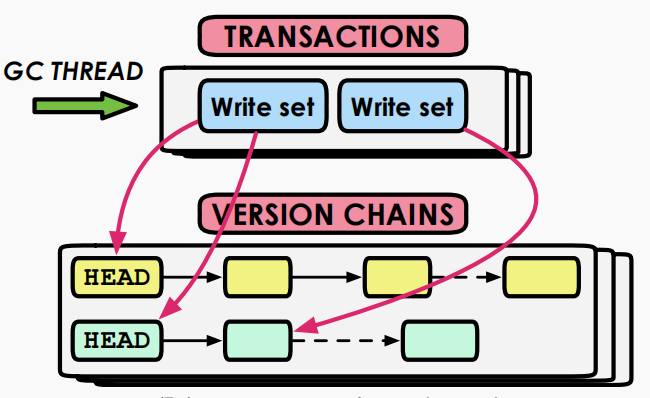 TRANSACTIONS
GC THREAD
Write set Write set
VERSION CHAINS
HEAD
HEAD